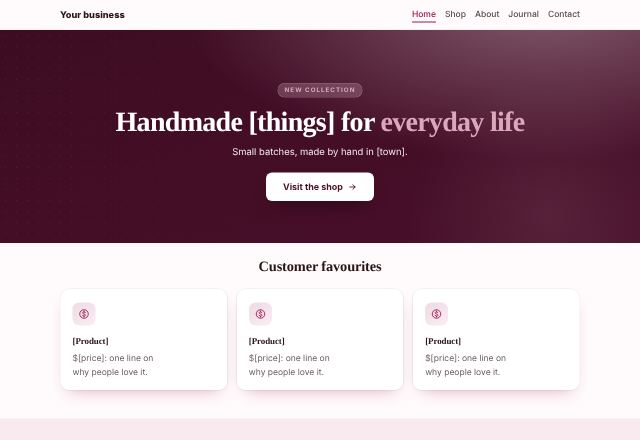 Your business
Home Shop About Journal Contact
NEW COLLECTION
Handmade [things] for everyday life
Small batches, made by hand in [town].
Visit the shop →
Customer favourites
[Product]
$[price]: one line on
why people love it.
[Product]
$[price]: one line on
why people love it.
[Product]
$[price]: one line on
why people love it.